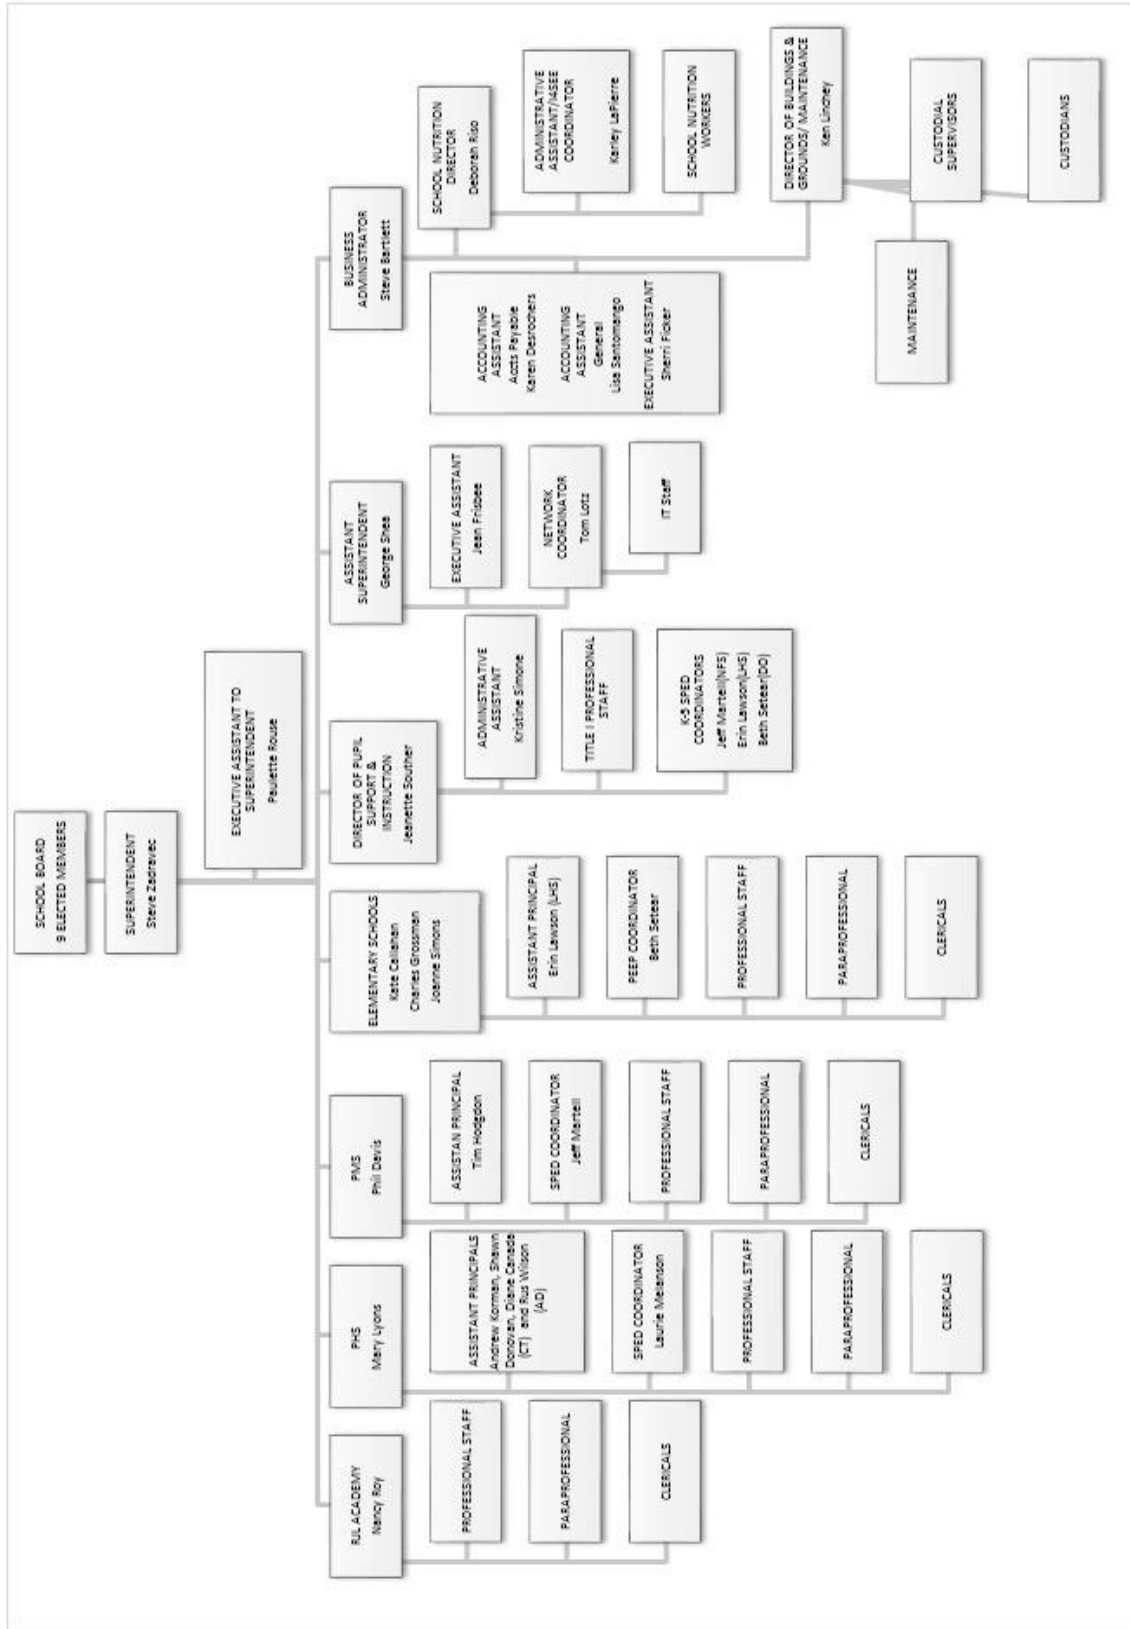 SCHOOL BOARD
9 ELECTED MEMBERS
SUPERINTENDENT
Steve Zadravec
EXECUTIVE ASSISTANT TO
SUPERINTENDENT
Paulette Rouse
RJL ACADEMY
Nancy Roy
PROFESSIONAL STAFF
PARAPROFESSIONAL
CLERICALS
PHS
Mary Lyons
ASSISTANT PRINCIPALS
Andrew Korman, Shawn
Donovan, Diane Canada
(CT) and Rus Wilson
(AD)
SPED COORDINATOR
Laurie Melanson
PROFESSIONAL STAFF
PARAPROFESSIONAL
CLERICALS
PMS
Phil Davis
ASSISTAN PRINCIPAL
Tim Hodgdon
SPED COORDINATOR
Jeff Martell
PROFESSIONAL STAFF
PARAPROFESSIONAL
CLERICALS
ELEMENTARY SCHOOLS
Kate Callahan
Charles Grossman
Joanne Simons
ASSISTANT PRINCIPAL
Erin Lawson (LHS)
PEEP COORDINATOR
Beth Setear
PROFESSIONAL STAFF
PARAPROFESSIONAL
CLERICALS
DIRECTOR OF PUPIL
SUPPORT &
INSTRUCTION
Jeanette Souther
ADMINISTRATIVE
ASSISTANT
Kristine Simone
TITLE I PROFESSIONAL
STAFF
K-5 SPED
COORDINATORS
Jeff Martell(NFS)
Erin Lawson(LHS)
Beth Setear(DO)
ASSISTANT
SUPERINTENDENT
George Shea
EXECUTIVE ASSISTANT
Jean Frisbee
NETWORK
COORDINATOR
Tom Lotz
IT Staff
BUSINESS
ADMINISTRATOR
Steve Bartlett
ACCOUNTING
ASSISTANT
Accts Payable
Karen Desrochers
ACCOUNTING
ASSISTANT
General
Lisa Santomango
EXECUTIVE ASSISTANT
Sherri Ficker
SCHOOL NUTRITION
DIRECTOR
Deborah Riso
ADMINISTRATIVE
ASSISTANT/I4SEE
COORDINATOR
Karley LaPierre
SCHOOL NUTRITION
WORKERS
DIRECTOR OF BUILDINGS &
GROUNDS/ MAINTENANCE
Ken Linchey
MAINTENANCE
CUSTODIAL
SUPERVISORS
CUSTODIANS